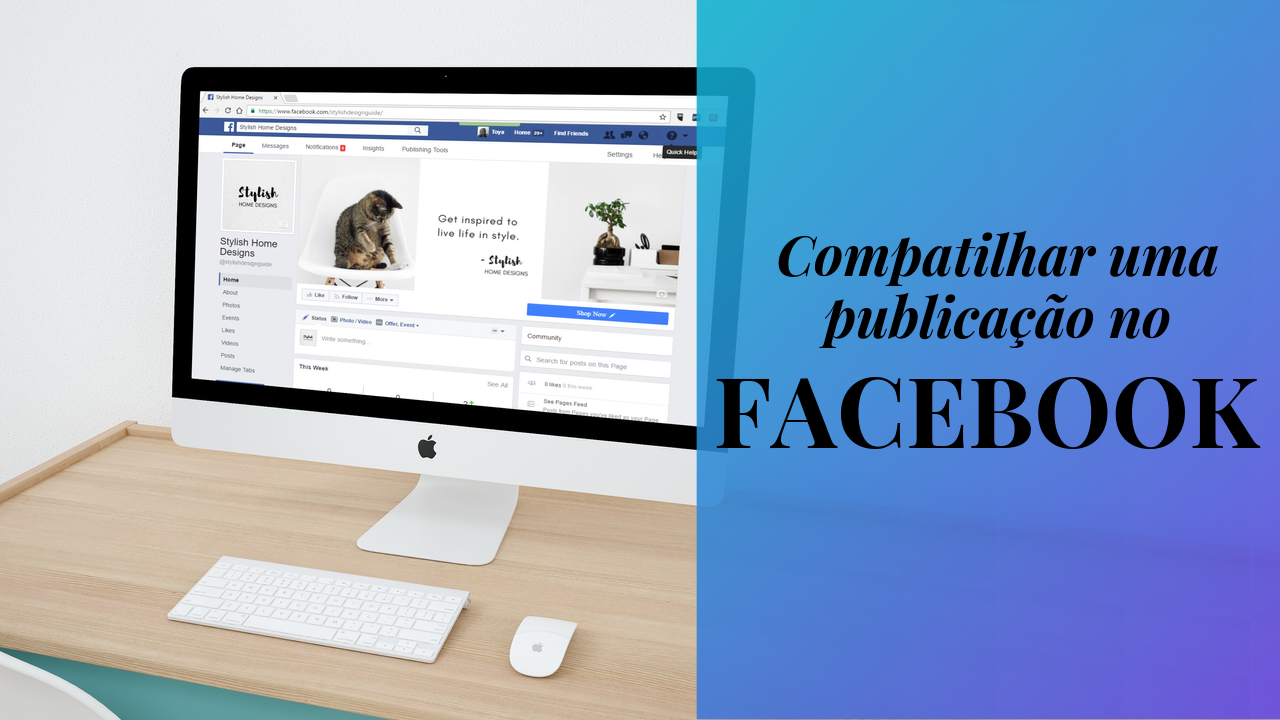 Stylish Home Designs
https://www.facebook.com/stylishdesignguide/
Stylish Home Designs
Toya Home 20+ Find Friends
Page Messages Notifications Insights Publishing Tools Settings
Quick Help
Stylish
HOME DESIGNS
Get inspired to
live life in style.
- Stylish
HOME DESIGNS
Stylish Home
Designs
@stylishdesignguide
Home
About
Photos
Events
Likes
Videos
Posts
Manage Tabs
Like Follow More
Shop Now
Status Photo / Video Offer, Event +
Write something...
This Week
See All
Community
Search for posts on this Page
0 likes 0 this week
See Pages Feed
Posts from Pages you've liked as your Page
Compatilhar uma
publicação no
FACEBOOK